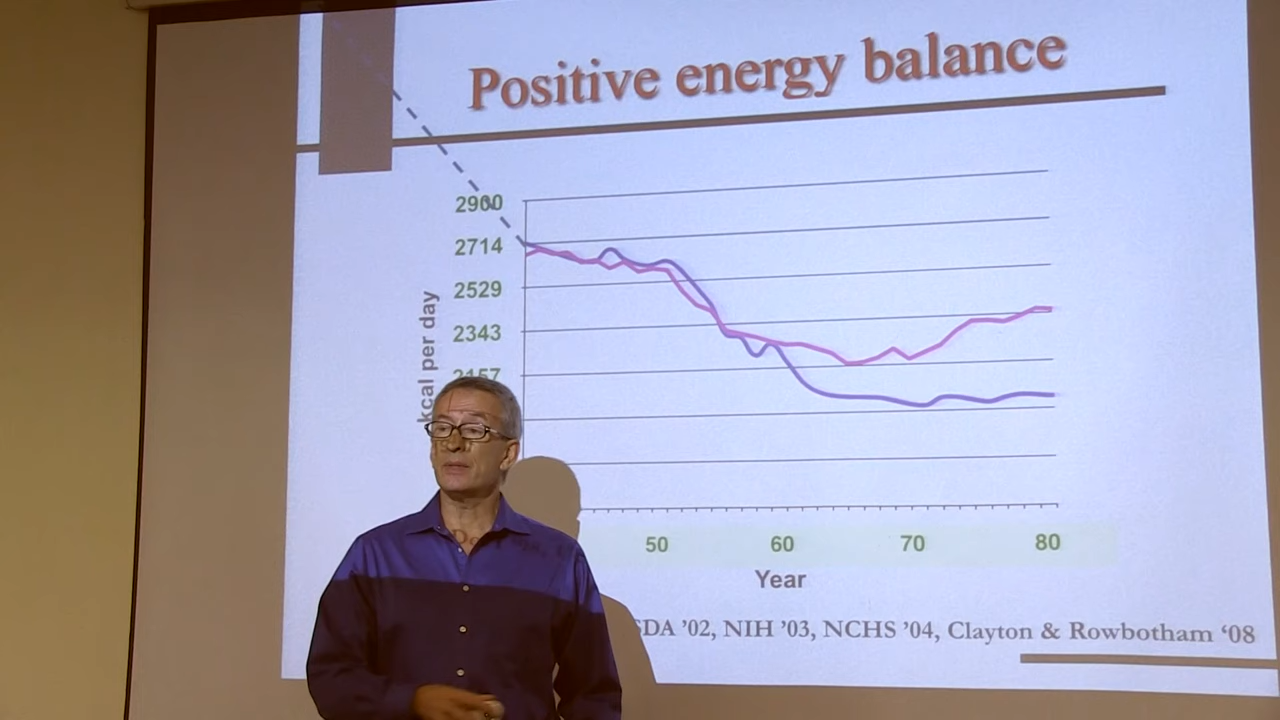 Positive energy balance
2900
2714
2529
2343
2157
kcal per day
50 60 70 80
Year
SDA ’02, NIH ’03, NCHS ’04, Clayton & Rowbotham ‘08